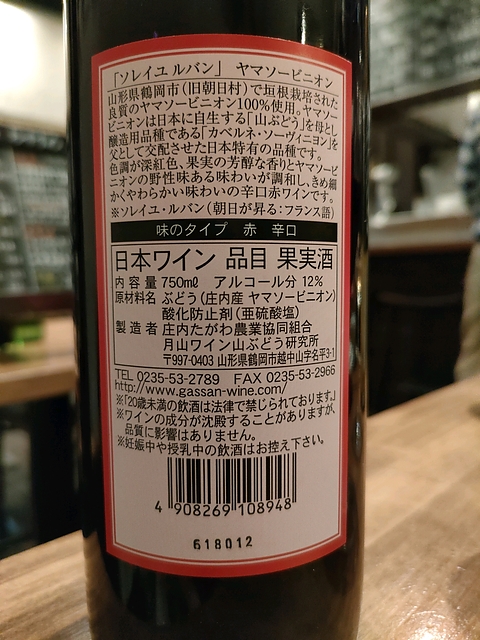 「ソレイユ ルバン」 ヤマソービニオン
山形県鶴岡市(旧朝日村)で垣根栽培された
良質のヤマソービニオン100%使用。ヤマソー
ビニオンは日本に自生する「山ぶどう」を母とし
醸造用品種である「カベルネ・ソーヴィニヨン」を
父として交配させた日本特有の品種です。
色調が深紅色、果実の芳醇な香りとヤマソービ
ニオンの野性味ある味わいが調和し、きめ細
かくやわらかい味わいの辛口赤ワインです。
※ソレイユ・ルバン(朝日が昇る:フランス語)
味のタイプ 赤 辛口
日本ワイン 品目 果実酒
内容量 750mℓ アルコール分 12%
原材料名 ぶどう(庄内産 ヤマソービニオン)
酸化防止剤(亜硫酸塩)
製造者 庄内たがわ農業協同組合
月山ワイン山ぶどう研究所
〒997-0403 山形県鶴岡市越中山字名平3-1
TEL 0235-53-2789 FAX 0235-53-2966
http://www.gassan-wine.com/
※「20歳未満の飲酒は法律で禁じられております。」
※ワインの成分が沈殿することがありますが、
品質に影響はありません。
※妊娠中や授乳中の飲酒はお控え下さい。
4 908269 108948
618012